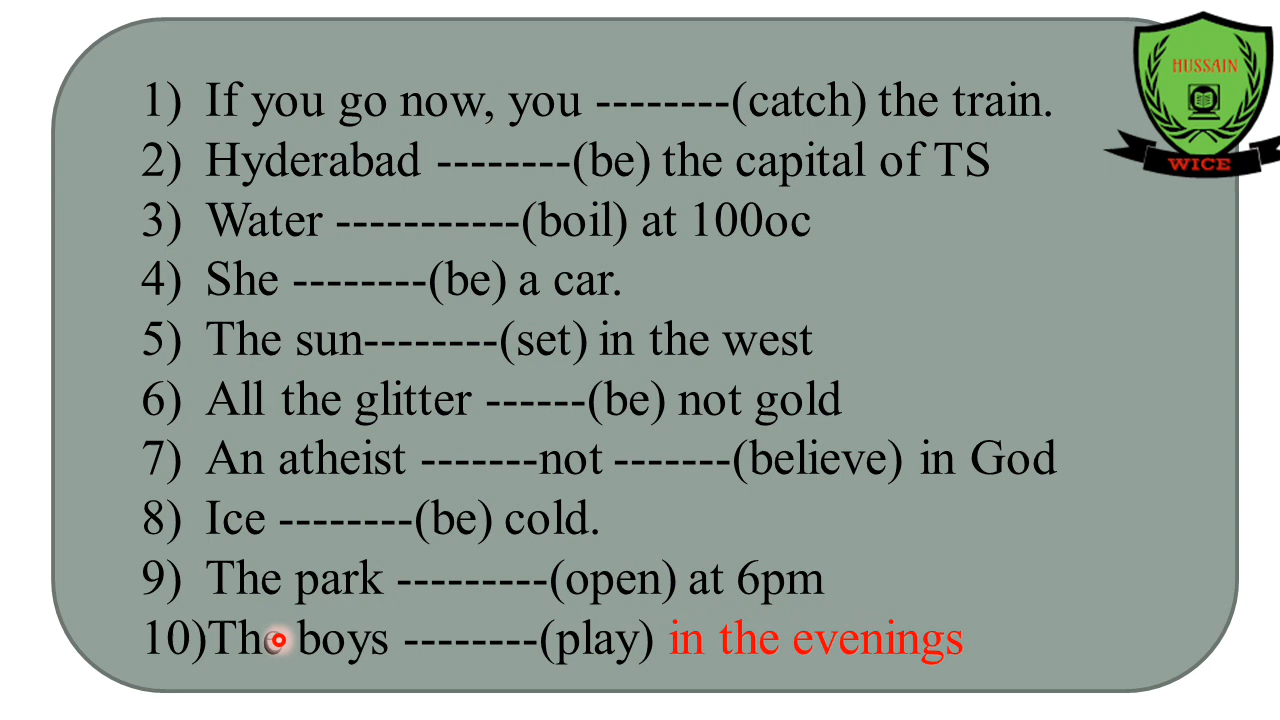 HUSSAIN
WICE
1) If you go now, you --------(catch) the train.
2) Hyderabad --------(be) the capital of TS
3) Water -----------(boil) at 100oc
4) She --------(be) a car.
5) The sun--------(set) in the west
6) All the glitter ------(be) not gold
7) An atheist -------not -------(believe) in God
8) Ice --------(be) cold.
9) The park ---------(open) at 6pm
10)The boys --------(play) in the evenings